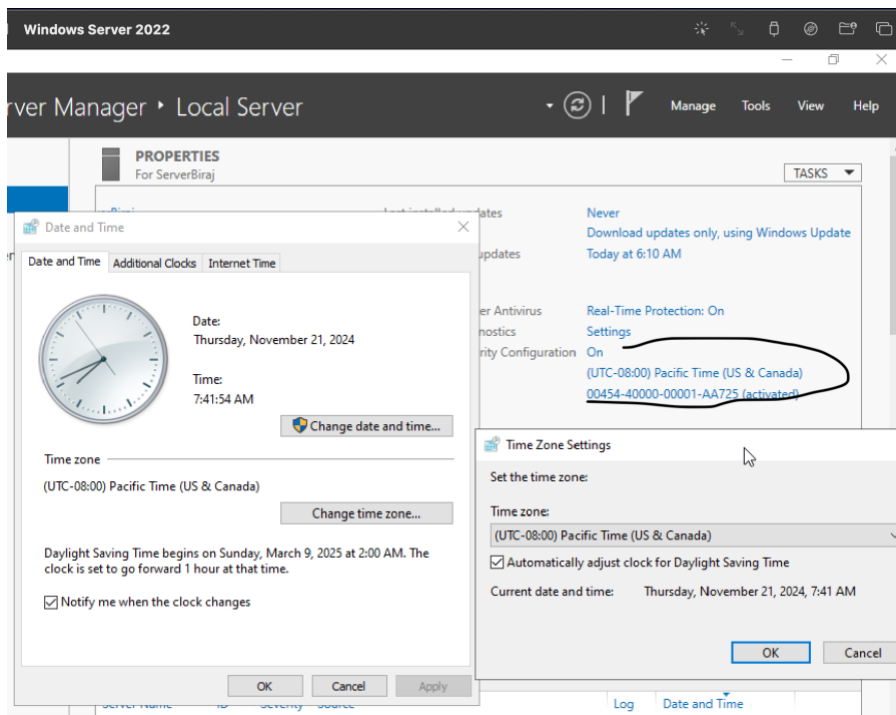 Windows Server 2022
rver Manager • Local Server
Manage Tools View Help
PROPERTIES
For ServerBiraj
TASKS
Never
Download updates only, using Windows Update
Today at 6:10 AM
er Antivirus Real-Time Protection: On
nostics Settings
rity Configuration On
(UTC-08:00) Pacific Time (US & Canada)
00454-40000-00001-AA725 (activated)
Date and Time
Date and Time Additional Clocks Internet Time
Date:
Thursday, November 21, 2024
Time:
7:41:54 AM
Change date and time...
Time zone
(UTC-08:00) Pacific Time (US & Canada)
Change time zone...
Daylight Saving Time begins on Sunday, March 9, 2025 at 2:00 AM. The
clock is set to go forward 1 hour at that time.
Notify me when the clock changes
OK Cancel Apply
Time Zone Settings
Set the time zone:
Time zone:
(UTC-08:00) Pacific Time (US & Canada)
Automatically adjust clock for Daylight Saving Time
Current date and time: Thursday, November 21, 2024, 7:41 AM
OK Cancel
Log Date and Time